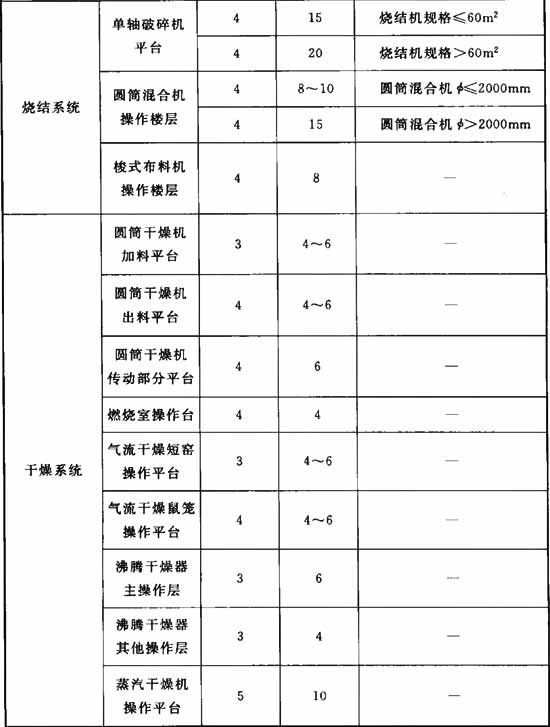 烧结系统
单轴破碎机
平台
4
15
烧结机规格≤60m²
4
20
烧结机规格＞60m²
圆筒混合机
操作楼层
4
8～10
圆筒混合机ϕ≤2000mm
4
15
圆筒混合机ϕ＞2000mm
梭式布料机
操作楼层
4
8
—
干燥系统
圆筒干燥机
加料平台
3
4～6
—
圆筒干燥机
出料平台
4
4～6
—
圆筒干燥机
传动部分平台
4
6
—
燃烧室操作台
4
4
—
气流干燥短窑
操作平台
3
4～6
—
气流干燥鼠笼
操作平台
4
4～6
—
沸腾干燥器
主操作层
3
6
—
沸腾干燥器
其他操作层
3
4
—
蒸汽干燥机
操作平台
5
10
—